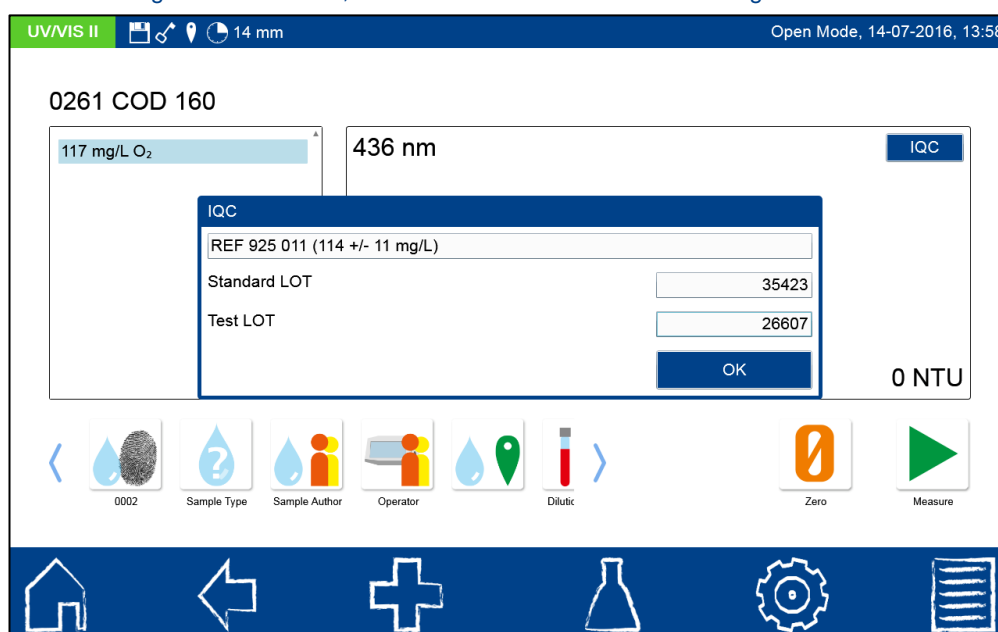 UV/VIS II 14 mm Open Mode, 14-07-2016, 13:58
0261 COD 160
117 mg/L O₂
436 nm
IQC
IQC
REF 925 011 (114 +/- 11 mg/L)
Standard LOT 35423
Test LOT 26607
OK
0 NTU
0002 Sample Type Sample Author Operator Dilutic Zero Measure